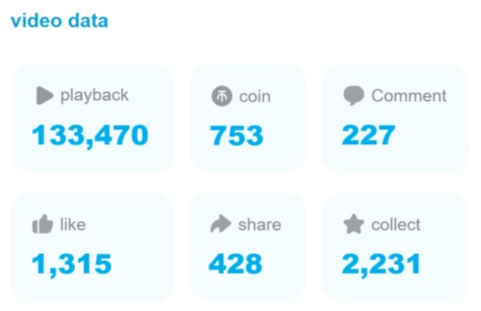 video data
playback
133,470
coin
753
Comment
227
like
1,315
share
428
collect
2,231